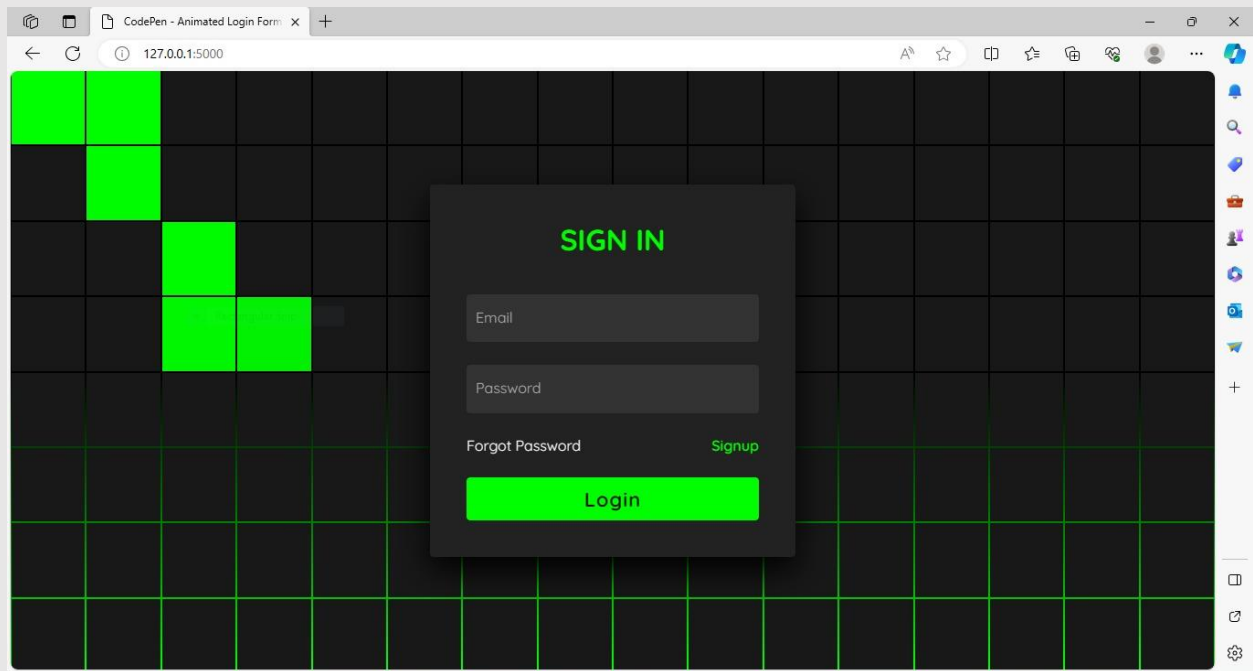 CodePen - Animated Login Form
127.0.0.1:5000
SIGN IN
Email
Password
Forgot Password Signup
Login